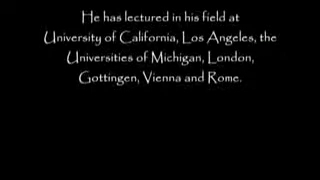 He has lectured in his field at
University of California, Los Angeles, the
Universities of Michigan, London,
Gottingen, Vienna and Rome.